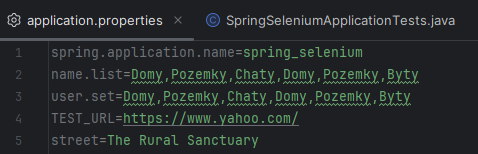 application.properties × SpringSeleniumApplicationTests.java
1 spring.application.name=spring_selenium
2 name.list=Domy,Pozemky,Chaty,Domy,Pozemky,Byty
3 user.set=Domy,Pozemky,Chaty,Domy,Pozemky,Byty
4 TEST_URL=https://www.yahoo.com/
5 street=The Rural Sanctuary